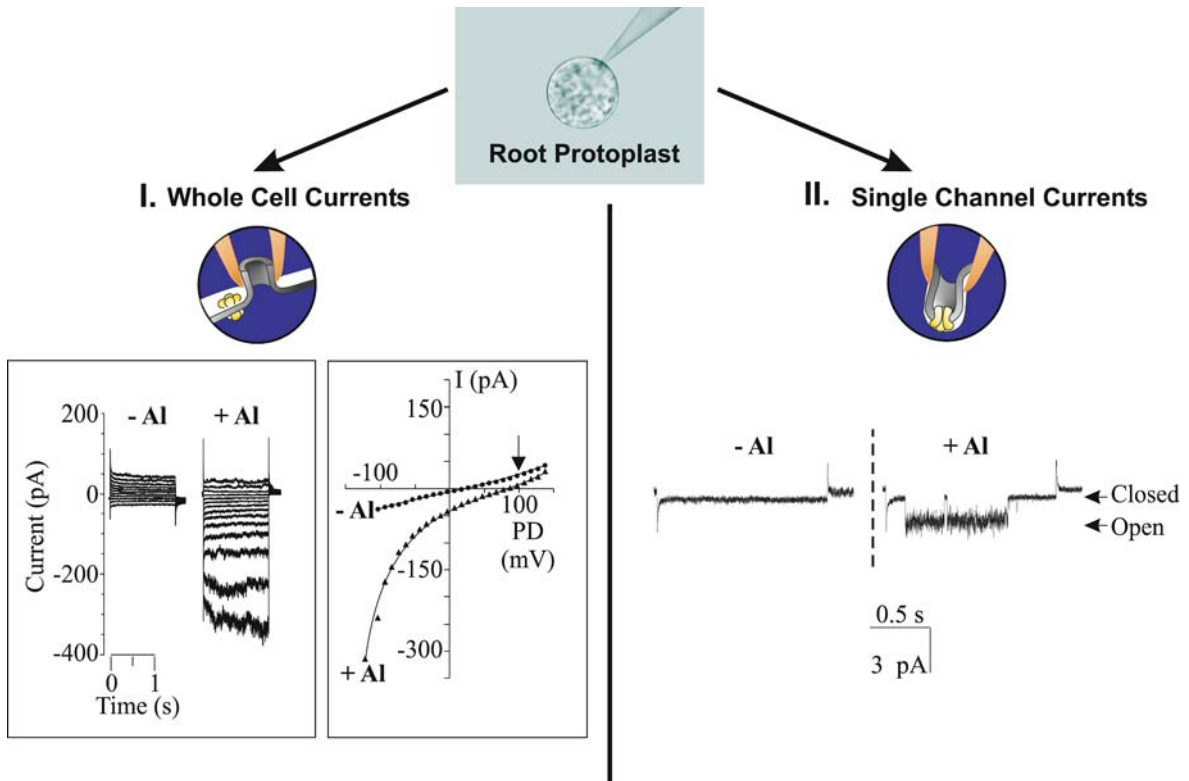 Root Protoplast
I. Whole Cell Currents
II. Single Channel Currents
200
0
-200
-400
Current (pA)
- Al
+ Al
0 1
Time (s)
I (pA)
150
-100
100
PD
(mV)
-150
-300
- Al
+ Al
- Al
+ Al
Closed
Open
0.5 s
3 pA